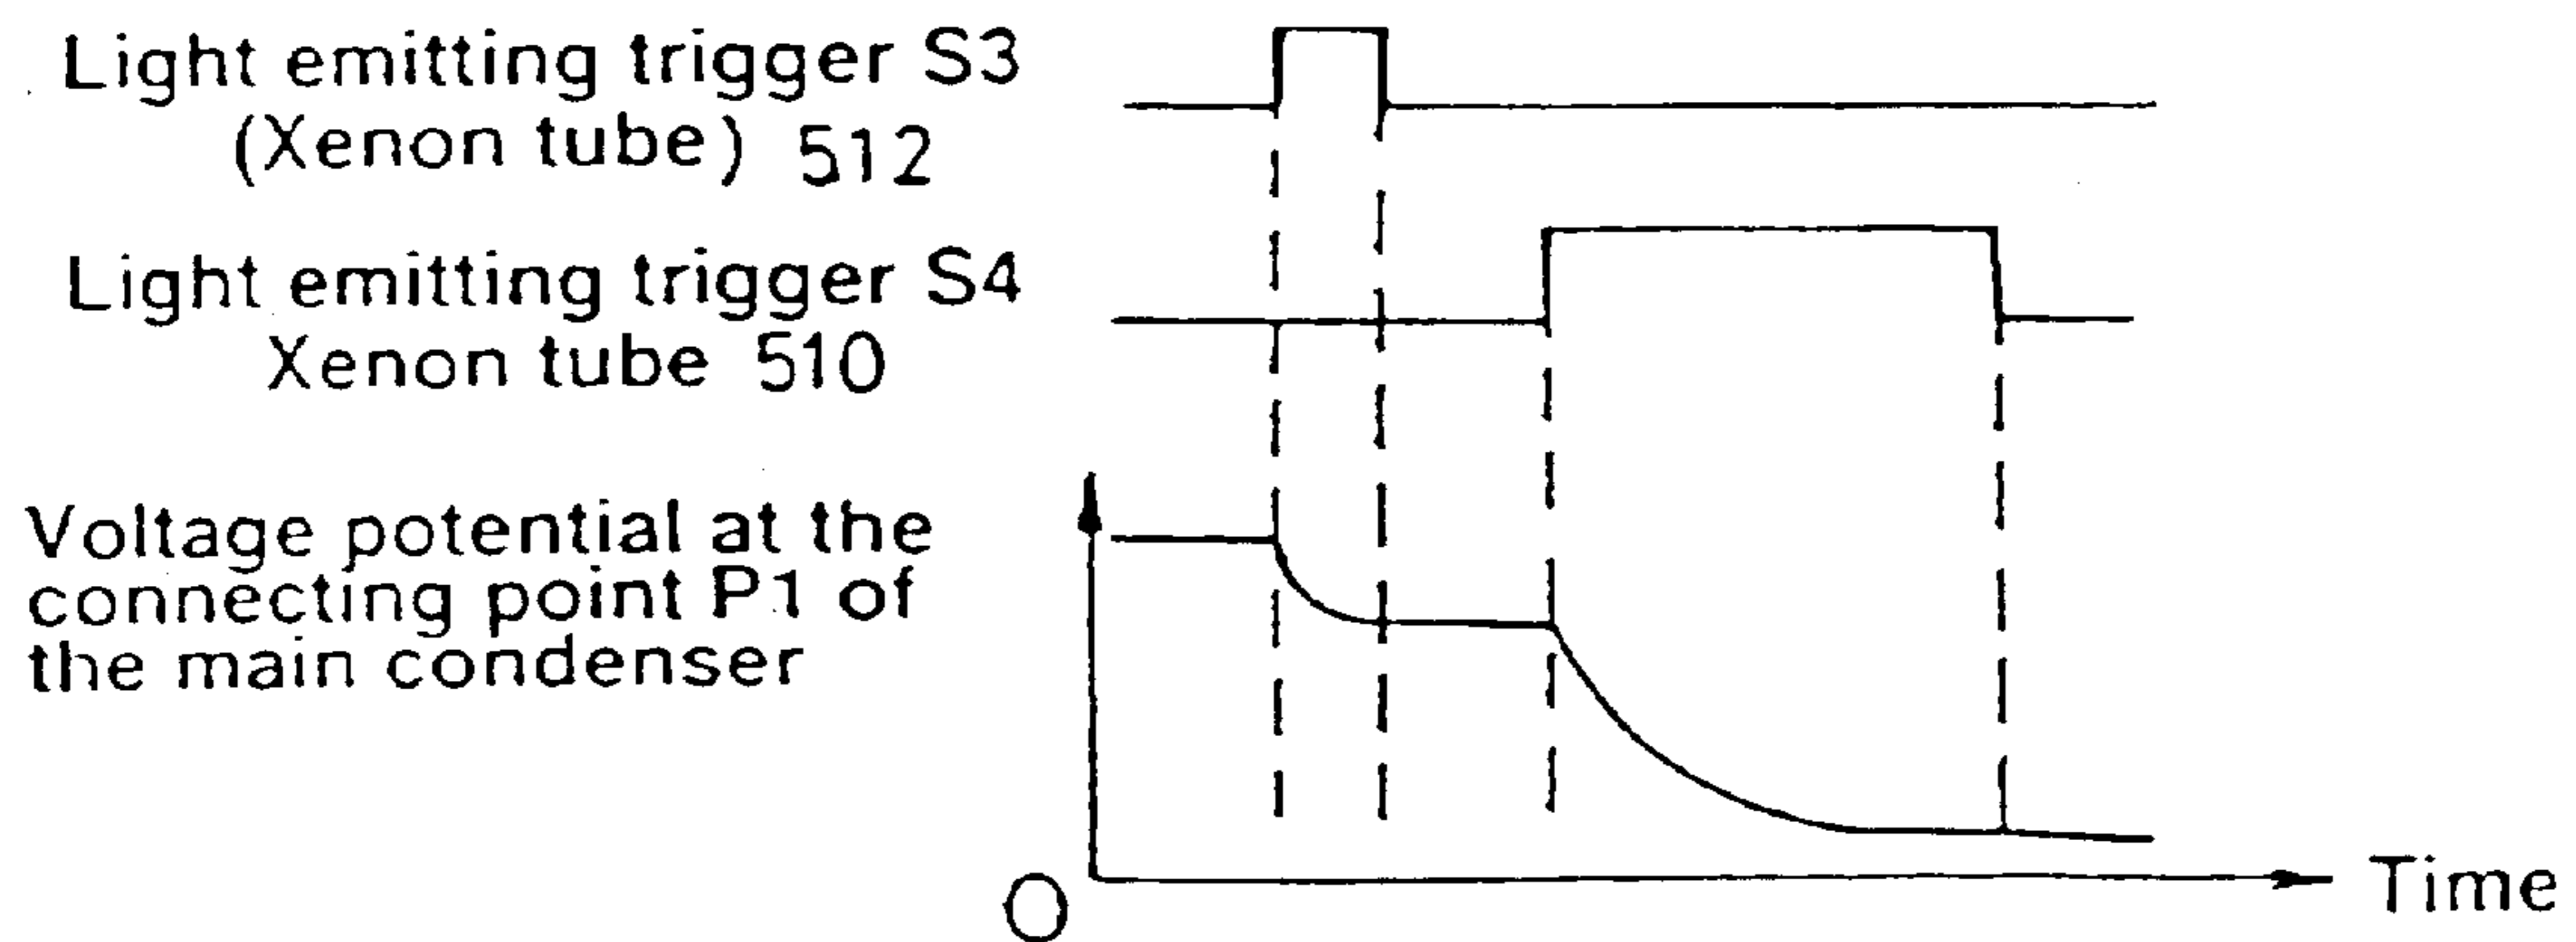 Light emitting trigger S3
(Xenon tube) 512
Light emitting trigger S4
Xenon tube 510
Voltage potential at the
connecting point P1 of
the main condenser
O
Time